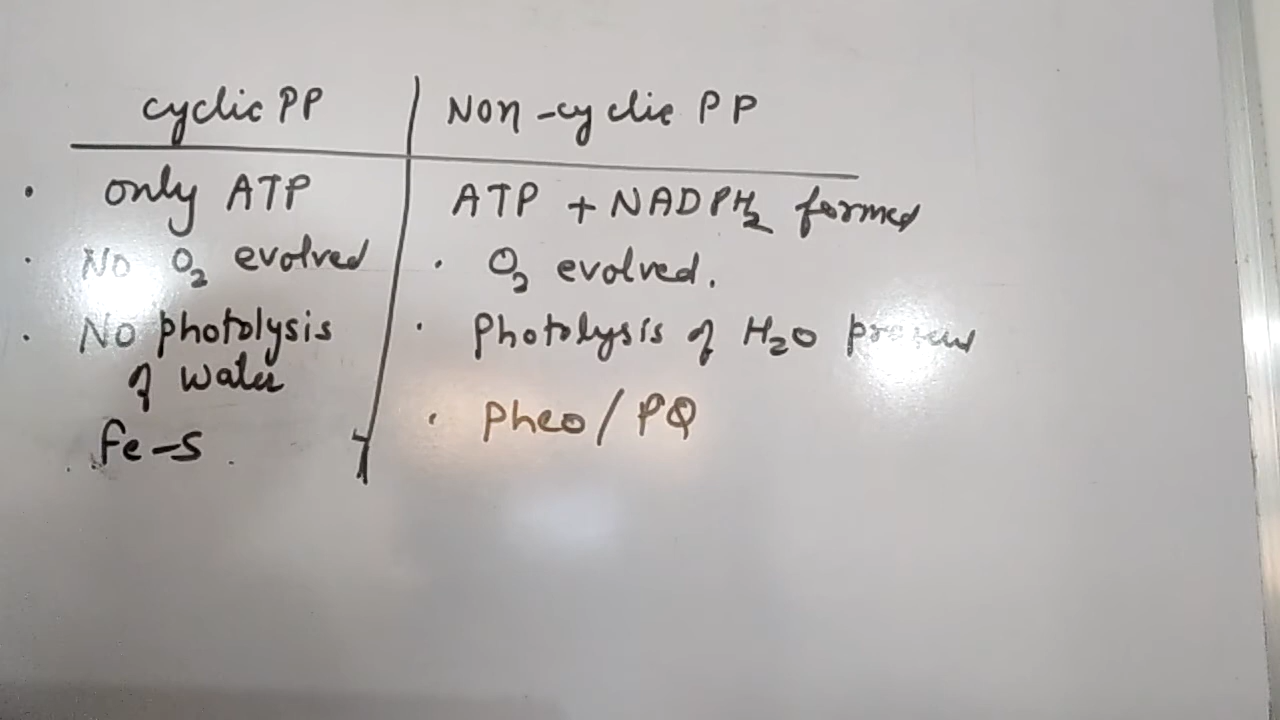 cyclic PP
Non-cyclic PP
. only ATP
ATP + NADPH2 formed
. No O2 evolved
. O2 evolved.
. No photolysis
of water
. Photolysis of H2O present
. Fe-S .
. Pheo/PQ